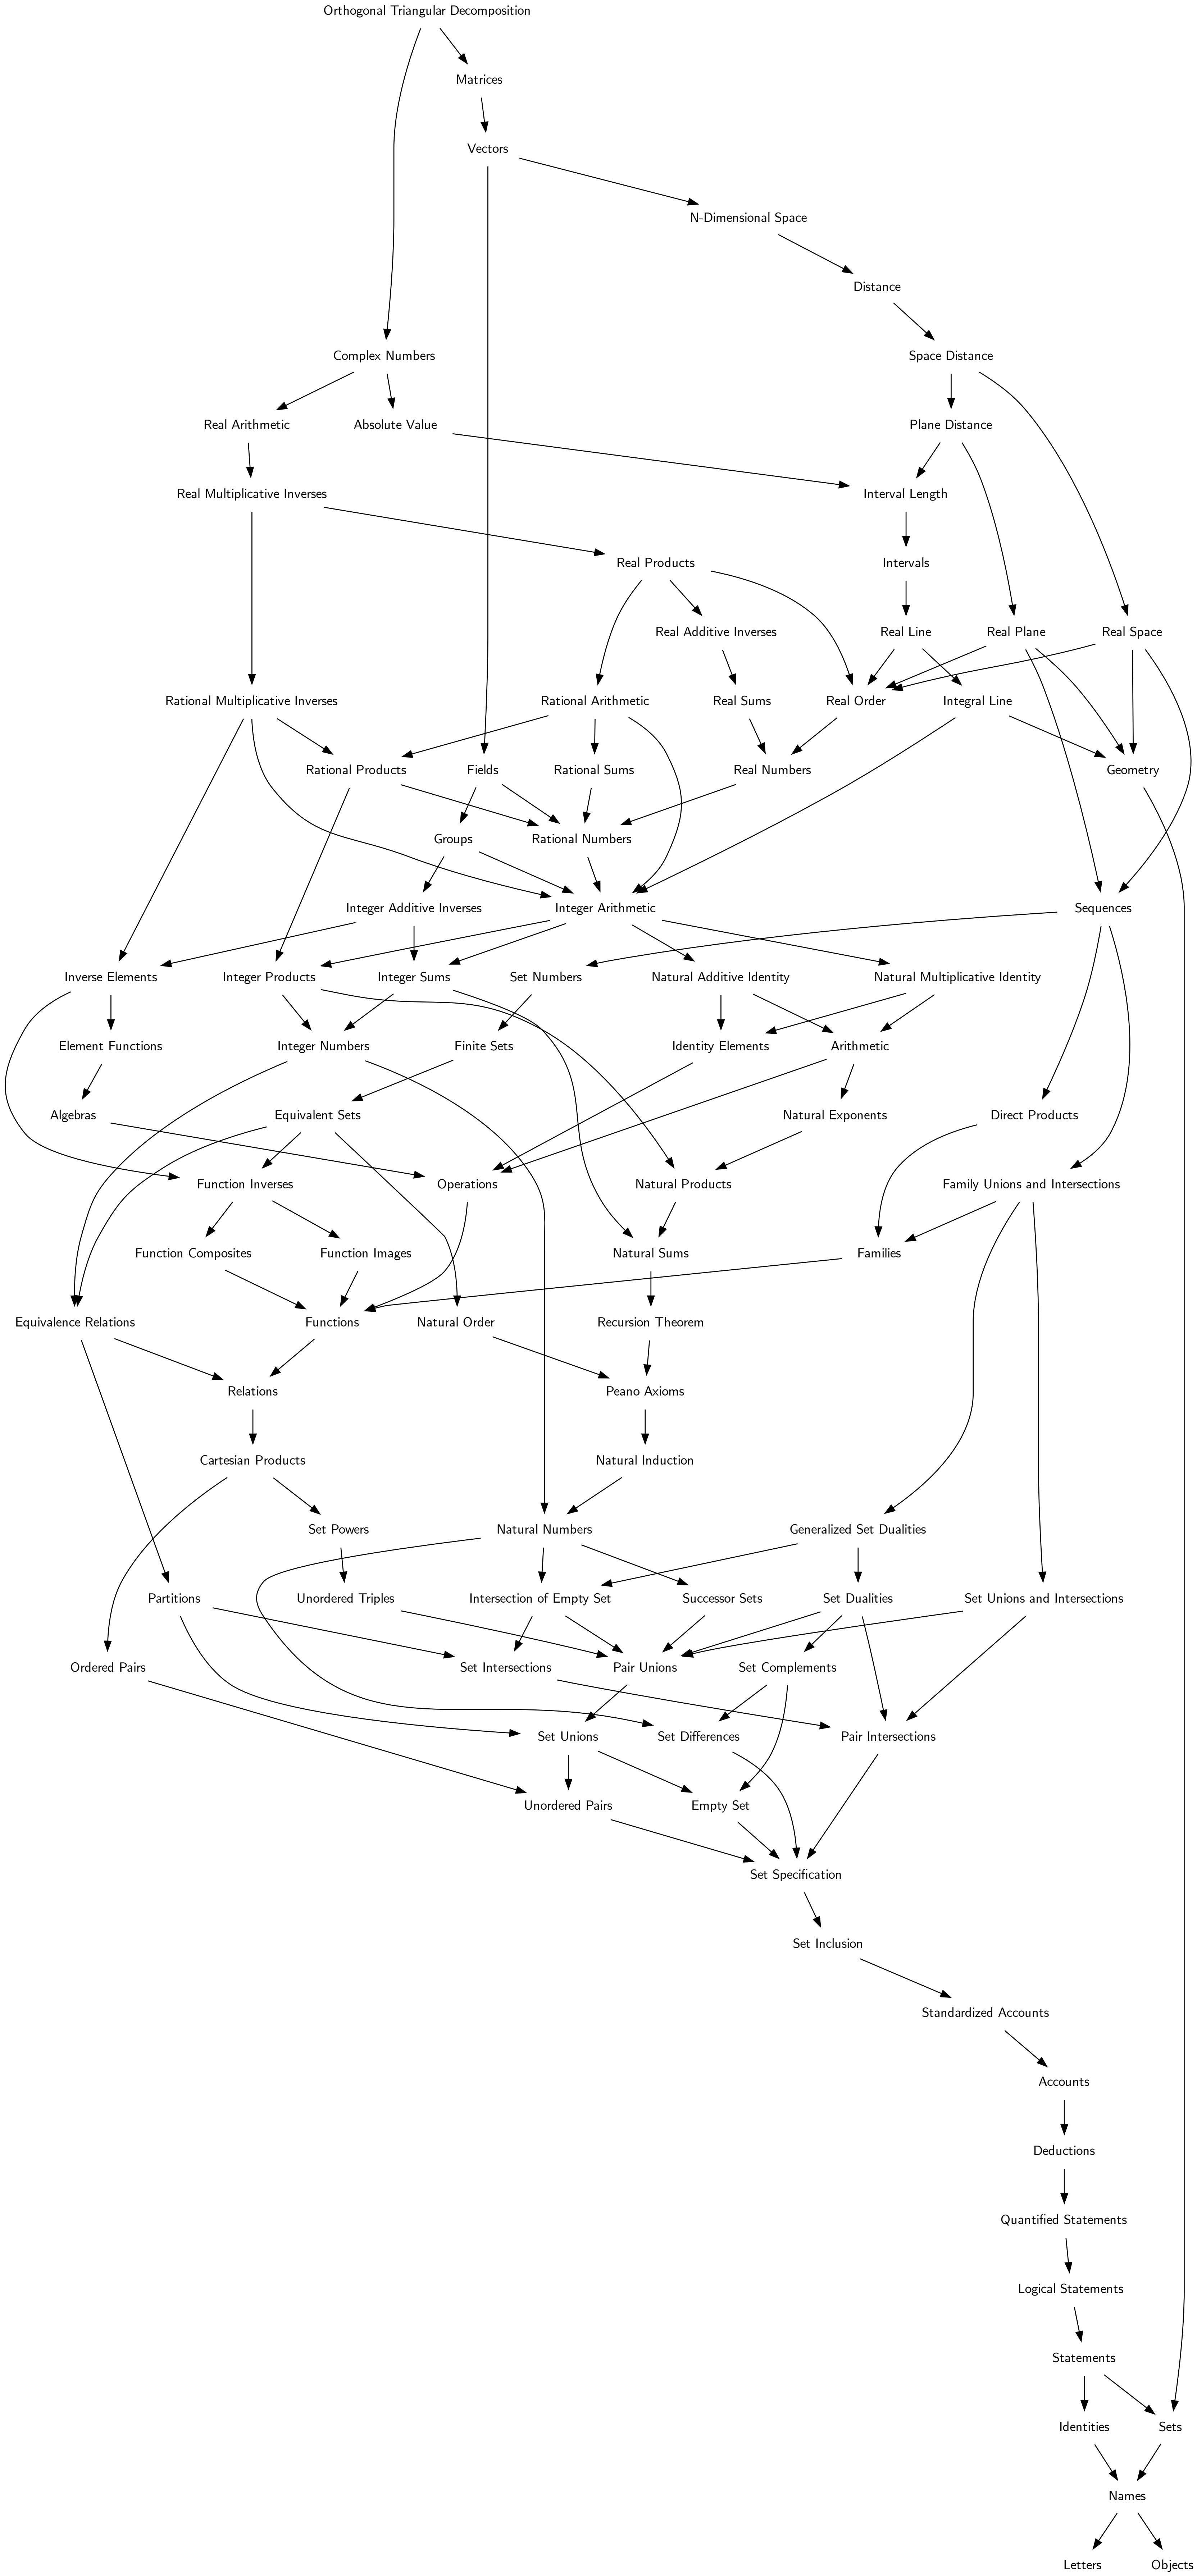 Orthogonal Triangular Decomposition
Matrices
Vectors
N-Dimensional Space
Distance
Complex Numbers
Space Distance
Real Arithmetic
Absolute Value
Plane Distance
Real Multiplicative Inverses
Interval Length
Real Products
Intervals
Real Additive Inverses
Real Line
Real Plane
Real Space
Rational Multiplicative Inverses
Rational Arithmetic
Real Sums
Real Order
Integral Line
Rational Products
Fields
Rational Sums
Real Numbers
Geometry
Groups
Rational Numbers
Integer Additive Inverses
Integer Arithmetic
Sequences
Inverse Elements
Integer Products
Integer Sums
Set Numbers
Natural Additive Identity
Natural Multiplicative Identity
Element Functions
Integer Numbers
Finite Sets
Identity Elements
Arithmetic
Algebras
Equivalent Sets
Natural Exponents
Direct Products
Function Inverses
Operations
Natural Products
Family Unions and Intersections
Function Composites
Function Images
Natural Sums
Families
Equivalence Relations
Functions
Natural Order
Recursion Theorem
Relations
Peano Axioms
Cartesian Products
Natural Induction
Set Powers
Natural Numbers
Generalized Set Dualities
Partitions
Unordered Triples
Intersection of Empty Set
Successor Sets
Set Dualities
Set Unions and Intersections
Ordered Pairs
Set Intersections
Pair Unions
Set Complements
Set Unions
Set Differences
Pair Intersections
Unordered Pairs
Empty Set
Set Specification
Set Inclusion
Standardized Accounts
Accounts
Deductions
Quantified Statements
Logical Statements
Statements
Identities
Sets
Names
Letters
Objects